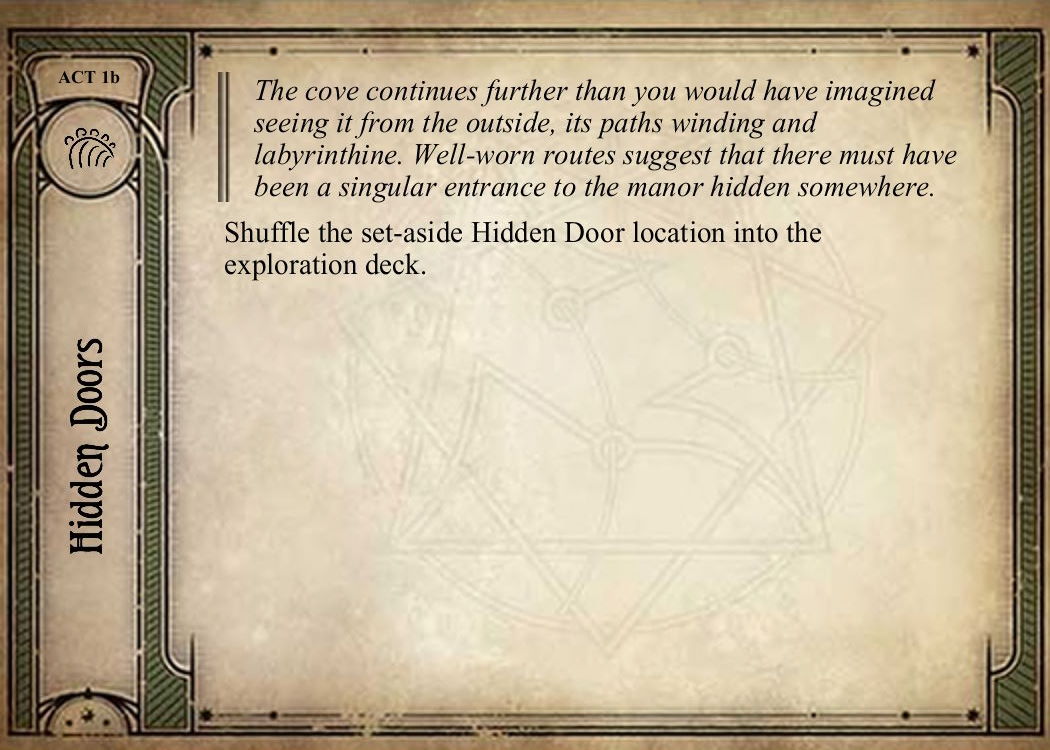 ACT 1b
The cove continues further than you would have imagined
seeing it from the outside, its paths winding and
labyrinthine. Well-worn routes suggest that there must have
been a singular entrance to the manor hidden somewhere.
Shuffle the set-aside Hidden Door location into the
exploration deck.
Hidden Doors